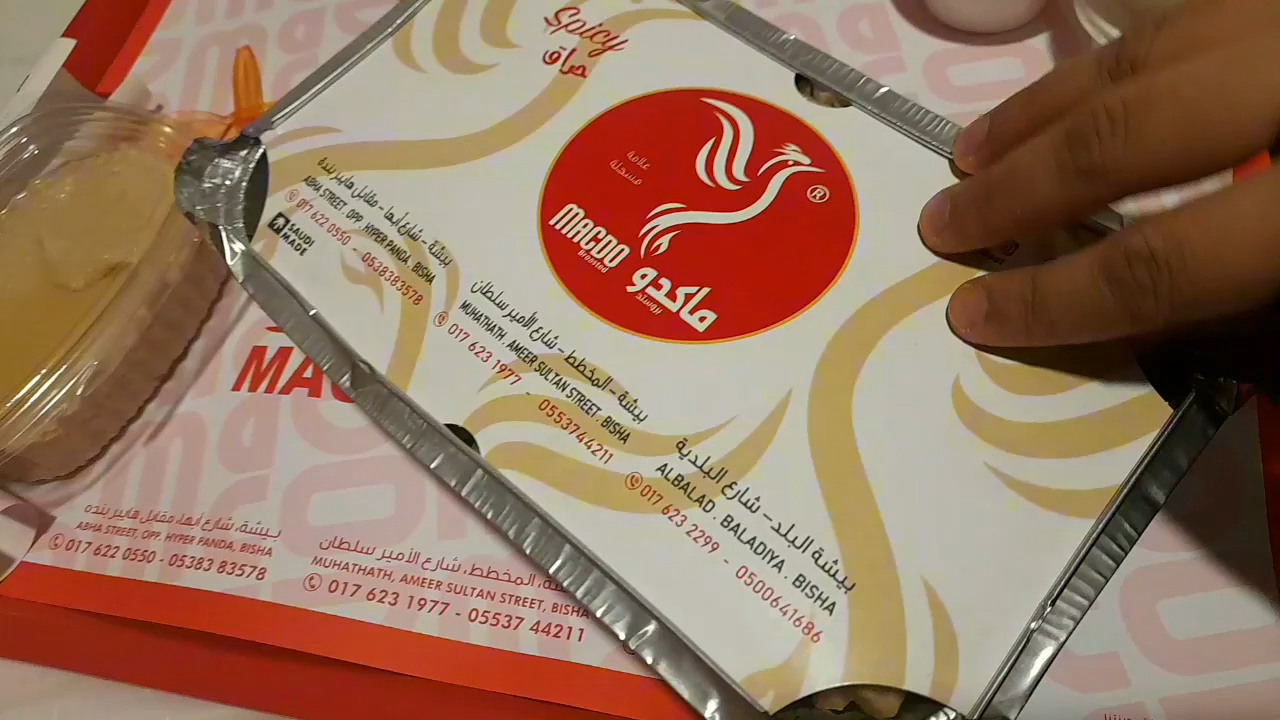 Spicy
حراق
علامة
مسجلة
®
MACDO
Broasted
ماكدو
بروستد
بيشة - شارع أبها - مقابل هايبر بنده
ABHA STREET. OPP. HYPER PANDA, BISHA
017 622 0550 - 0538383578
SAUDI
MADE
بيشة - المخطط - شارع الأمير سلطان
MUHATHATH, AMEER SULTAN STREET. BISHA
017 623 1977 - 0553744211
بيشة البلد - شارع البلدية
ALBALAD. BALADIYA. BISHA
017 623 2299 - 0500641686
بيشة، شارع أبها، مقابل هايبر بنده
ABHA STREET, OPP. HYPER PANDA, BISHA
017 622 0550 - 05383 83578
المخطط، شارع الأمير سلطان
MUHATHATH, AMEER SULTAN STREET, BISHA
017 623 1977 - 05537 44211